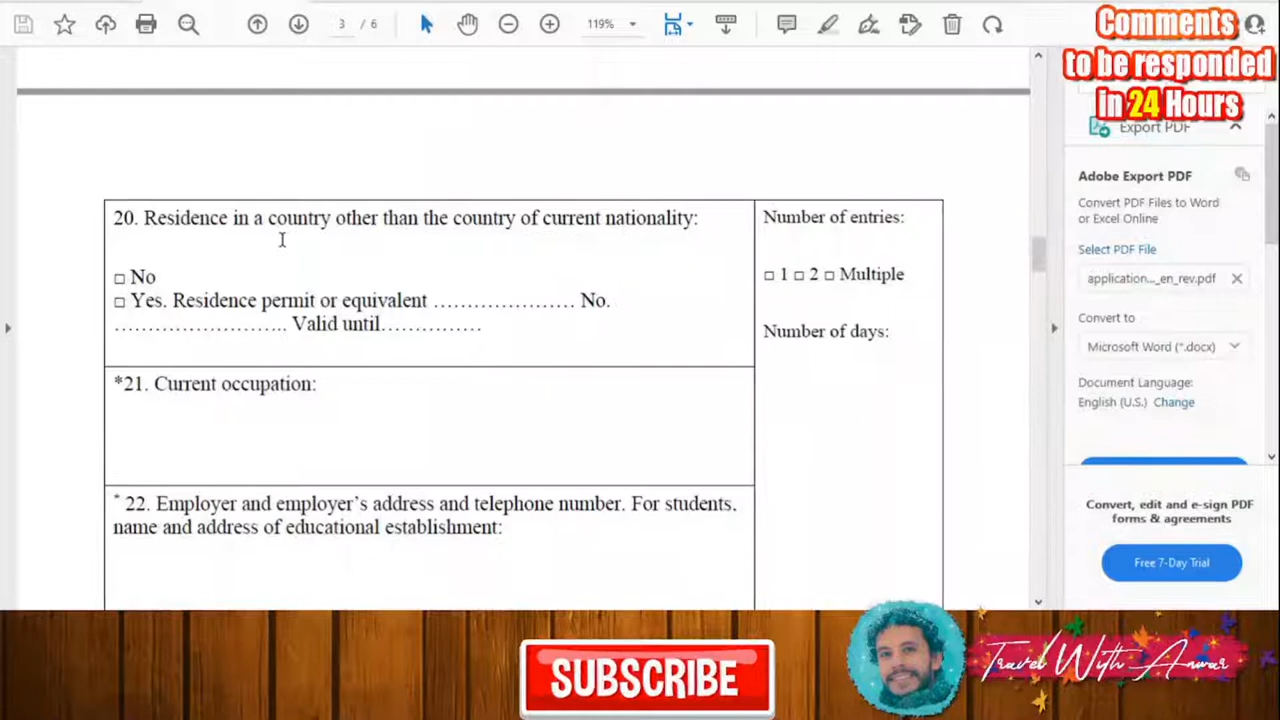 3 / 6
119%
Comments
to be responded
in 24 Hours
Export PDF
Adobe Export PDF
Convert PDF Files to Word
or Excel Online
Select PDF File
application..._en_rev.pdf
Convert to
Microsoft Word (*.docx)
Document Language:
English (U.S.) Change
Convert, edit and e-sign PDF
forms & agreements
Free 7-Day Trial
20. Residence in a country other than the country of current nationality:
□ No
□ Yes. Residence permit or equivalent ………………… No.
…………………….. Valid until……………
*21. Current occupation:
* 22. Employer and employer’s address and telephone number. For students,
name and address of educational establishment:
Number of entries:
□ 1 □ 2 □ Multiple
Number of days:
SUBSCRIBE
Travel With Anwar